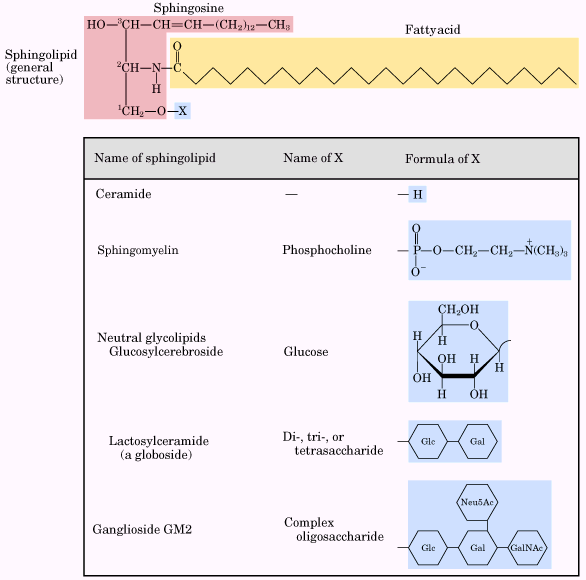 Sphingosine
HO—³CH—CH=CH—(CH₂)₁₂—CH₃
Fattyacid
Sphingolipid
(general
structure)
O
²CH—N—C
H
¹CH₂—O—X
Name of sphingolipid Name of X Formula of X
Ceramide — —H
Sphingomyelin Phosphocholine
O
—P—O—CH₂—CH₂—N⁺(CH₃)₃
O⁻
Neutral glycolipids
Glucosylcerebroside
Glucose
CH₂OH
O
H
H
OH H
H
OH
H OH
Lactosylceramide
(a globoside)
Di-, tri-, or
tetrasaccharide
Glc Gal
Ganglioside GM2
Complex
oligosaccharide
Neu5Ac
Glc Gal GalNAc